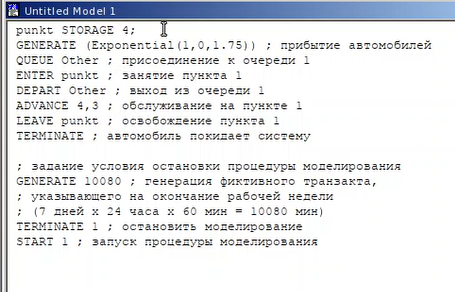 Untitled Model 1
punkt STORAGE 4;
GENERATE (Exponential(1,0,1.75)) ; прибытие автомобилей
QUEUE Other ; присоединение к очереди 1
ENTER punkt ; занятие пункта 1
DEPART Other ; выход из очереди 1
ADVANCE 4,3 ; обслуживание на пункте 1
LEAVE punkt ; освобождение пункта 1
TERMINATE ; автомобиль покидает систему
; задание условия остановки процедуры моделирования
GENERATE 10080 ; генерация фиктивного транзакта,
; указывающего на окончание рабочей недели
; (7 дней x 24 часа x 60 мин = 10080 мин)
TERMINATE 1 ; остановить моделирование
START 1 ; запуск процедуры моделирования